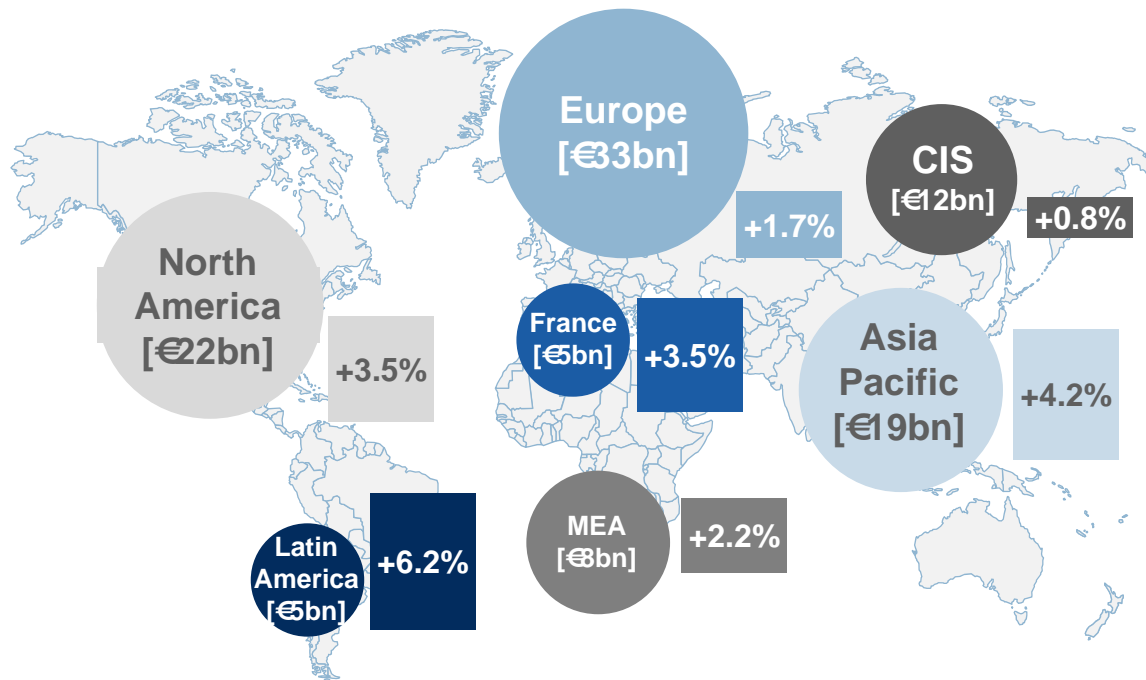 Europe
[€33bn]
+1.7%
CIS
[€12bn]
+0.8%
North
America
[€22bn]
+3.5%
France
[€5bn]
+3.5%
Asia
Pacific
[€19bn]
+4.2%
Latin
America
[€5bn]
+6.2%
MEA
[€8bn]
+2.2%